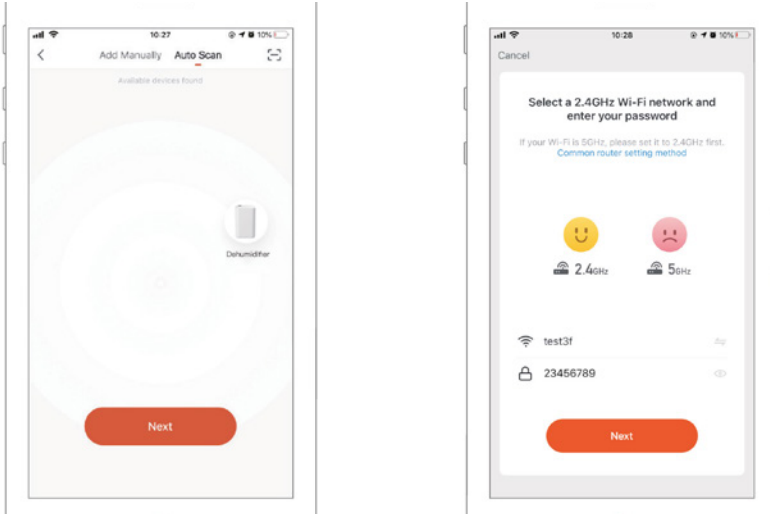 10:27
10%
Add Manually Auto Scan
Available devices found
Dehumidifier
Next
10:28
10%
Cancel
Select a 2.4GHz Wi-Fi network and
enter your password
If your Wi-Fi is 5GHz, please set it to 2.4GHz first.
Common router setting method
2.4GHz 5GHz
test3f
23456789
Next